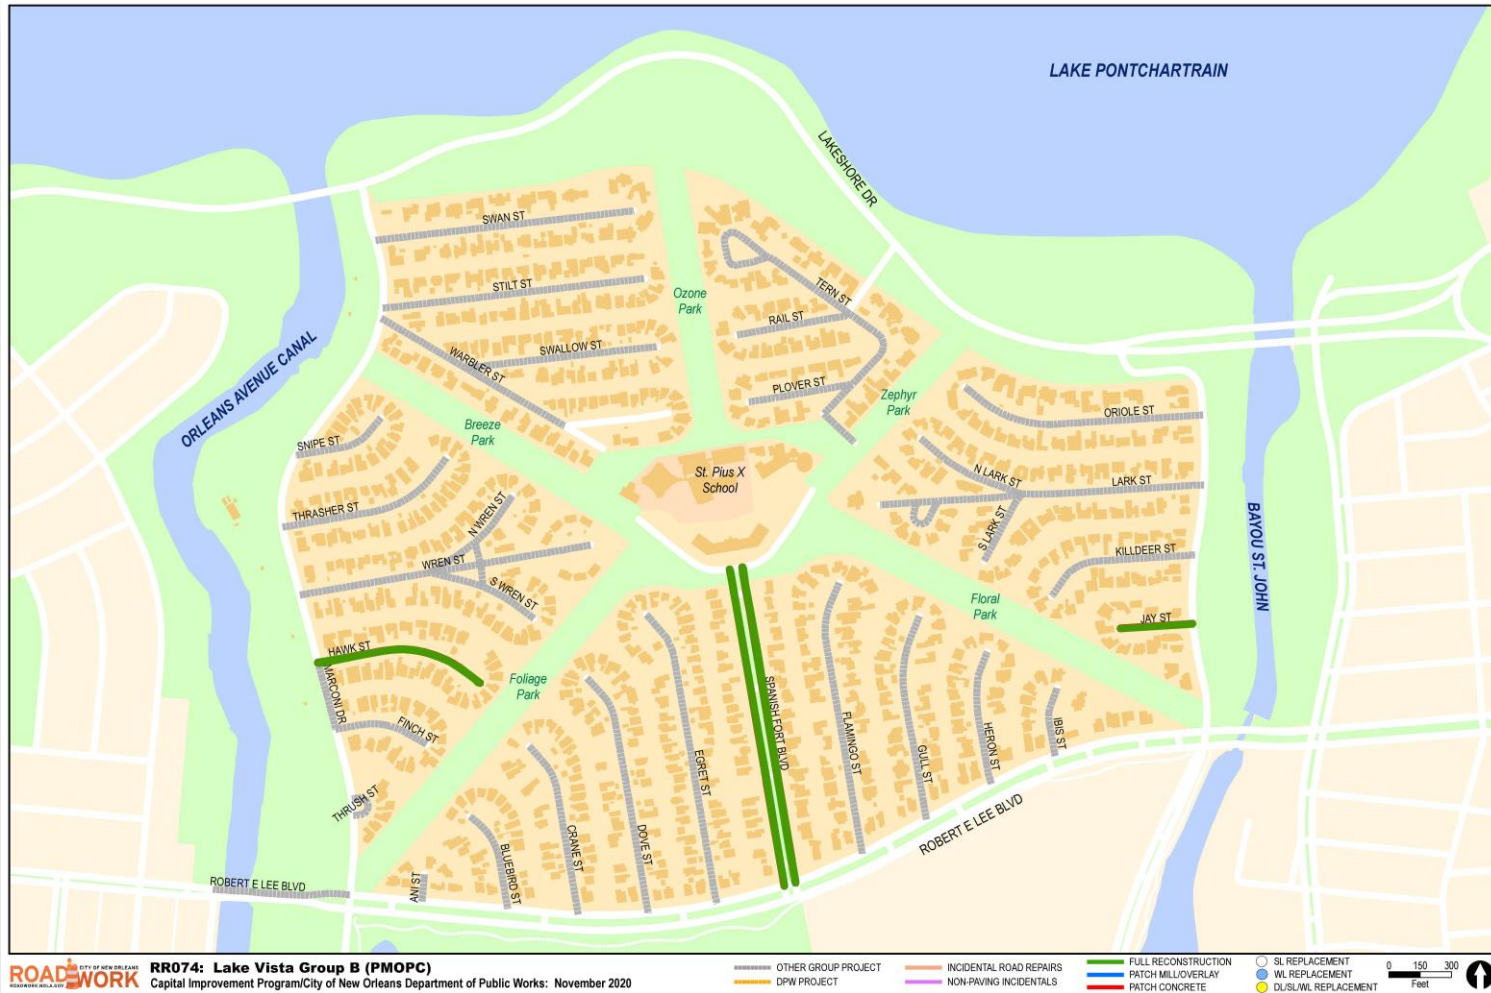 LAKE PONTCHARTRAIN
LAKESHORE DR
SWAN ST
STILT ST
Ozone
Park
TERN ST
RAIL ST
ORLEANS AVENUE CANAL
WARBLER ST
SWALLOW ST
PLOVER ST
Zephyr
Park
Breeze
Park
ORIOLE ST
SNIPE ST
St. Pius X
School
N LARK ST
LARK ST
THRASHER ST
N WREN ST
S LARK ST
BAYOU ST. JOHN
WREN ST
KILLDEER ST
S WREN ST
Floral
Park
JAY ST
HAWK ST
MARCONI DR
Foliage
Park
FINCH ST
SPANISH FORT BLVD
FLAMINGO ST
HERON ST
IBIS ST
EGRET ST
GULL ST
THRUSH ST
CRANE ST
DOVE ST
ROBERT E LEE BLVD
BLUEBIRD ST
ANI ST
ROBERT E LEE BLVD
ROADWORK
CITY OF NEW ORLEANS
ROADWORK.NOLA.GOV
RR074: Lake Vista Group B (PMOPC)
Capital Improvement Program/City of New Orleans Department of Public Works: November 2020
OTHER GROUP PROJECT
DPW PROJECT
INCIDENTAL ROAD REPAIRS
NON-PAVING INCIDENTALS
FULL RECONSTRUCTION
PATCH MILL/OVERLAY
PATCH CONCRETE
SL REPLACEMENT
WL REPLACEMENT
DL/SL/WL REPLACEMENT
0 150 300
Feet